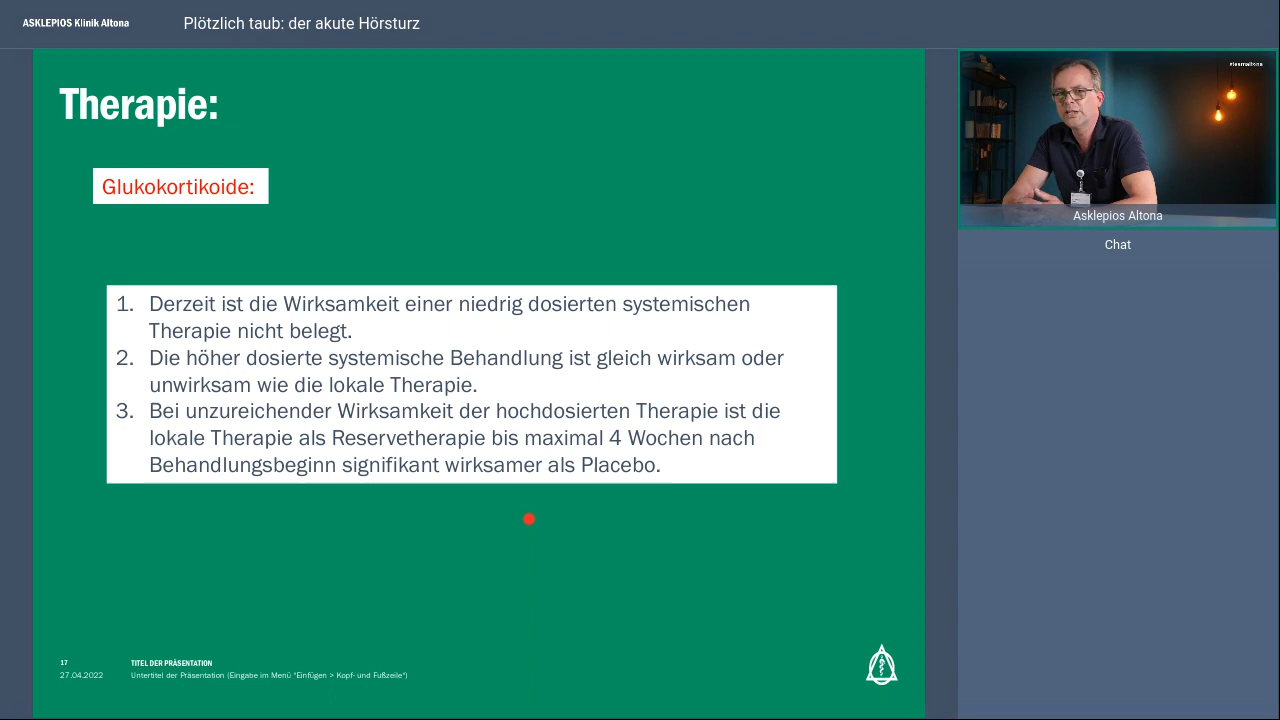 ASKLEPIOS Klinik Altona
Plötzlich taub: der akute Hörsturz
Therapie:
Glukokortikoide:
1. Derzeit ist die Wirksamkeit einer niedrig dosierten systemischen
Therapie nicht belegt.
2. Die höher dosierte systemische Behandlung ist gleich wirksam oder
unwirksam wie die lokale Therapie.
3. Bei unzureichender Wirksamkeit der hochdosierten Therapie ist die
lokale Therapie als Reservetherapie bis maximal 4 Wochen nach
Behandlungsbeginn signifikant wirksamer als Placebo.
17
TITEL DER PRÄSENTATION
27.04.2022
Untertitel der Präsentation (Eingabe im Menü "Einfügen > Kopf- und Fußzeile")
#teamaltona
Asklepios Altona
Chat